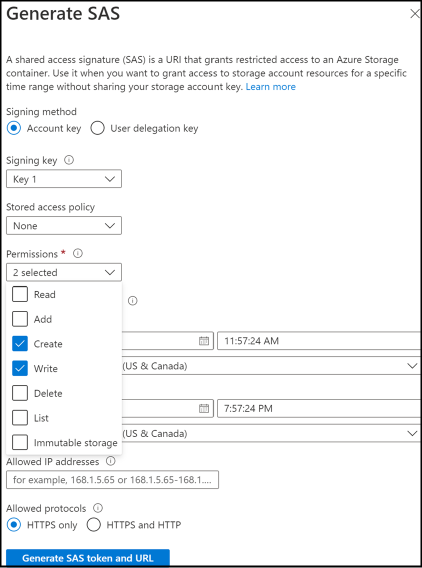 Generate SAS
A shared access signature (SAS) is a URI that grants restricted access to an Azure Storage
container. Use it when you want to grant access to storage account resources for a specific
time range without sharing your storage account key. Learn more
Signing method
Account key User delegation key
Signing key
Key 1
Stored access policy
None
Permissions *
2 selected
Read
Add
Create
11:57:24 AM
Write
(US & Canada)
Delete
7:57:24 PM
List
(US & Canada)
Immutable storage
Allowed IP addresses
for example, 168.1.5.65 or 168.1.5.65-168.1....
Allowed protocols
HTTPS only HTTPS and HTTP
Generate SAS token and URL